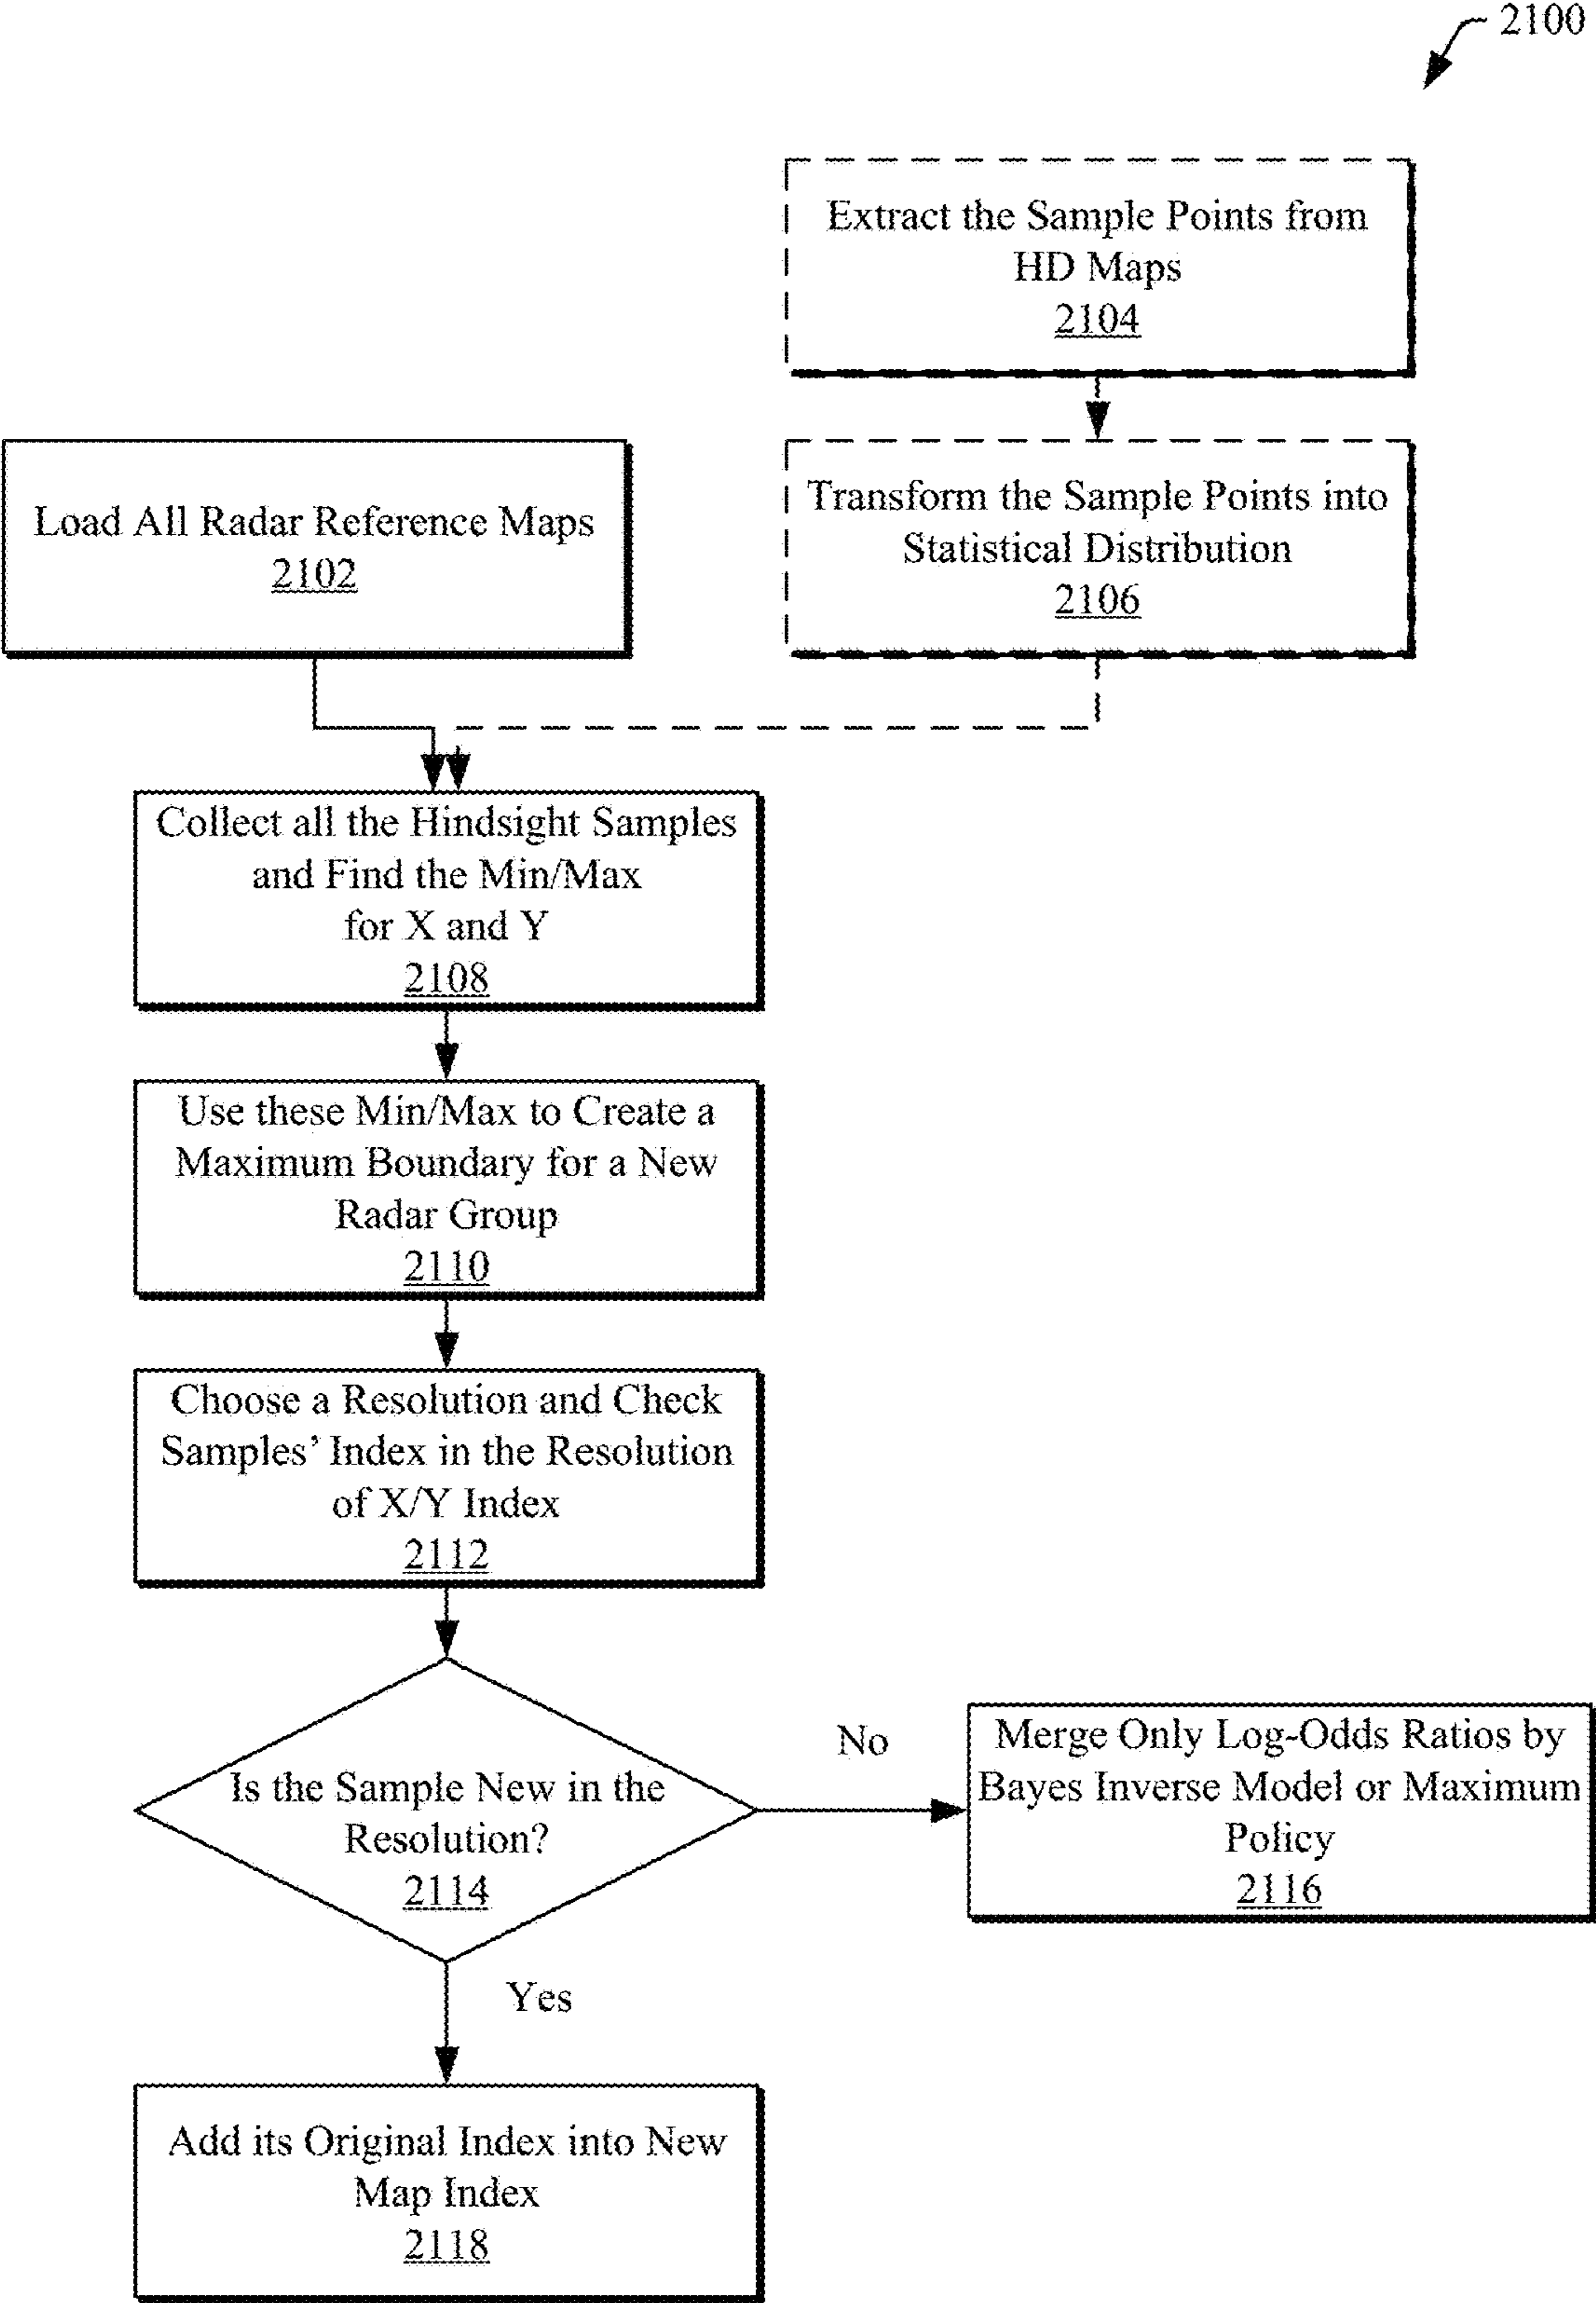 2100
Extract the Sample Points from
HD Maps
2104
Load All Radar Reference Maps
2102
Transform the Sample Points into
Statistical Distribution
2106
Collect all the Hindsight Samples
and Find the Min/Max
for X and Y
2108
Use these Min/Max to Create a
Maximum Boundary for a New
Radar Group
2110
Choose a Resolution and Check
Samples’ Index in the Resolution
of X/Y Index
2112
Is the Sample New in the
Resolution?
2114
No
Merge Only Log-Odds Ratios by
Bayes Inverse Model or Maximum
Policy
2116
Yes
Add its Original Index into New
Map Index
2118